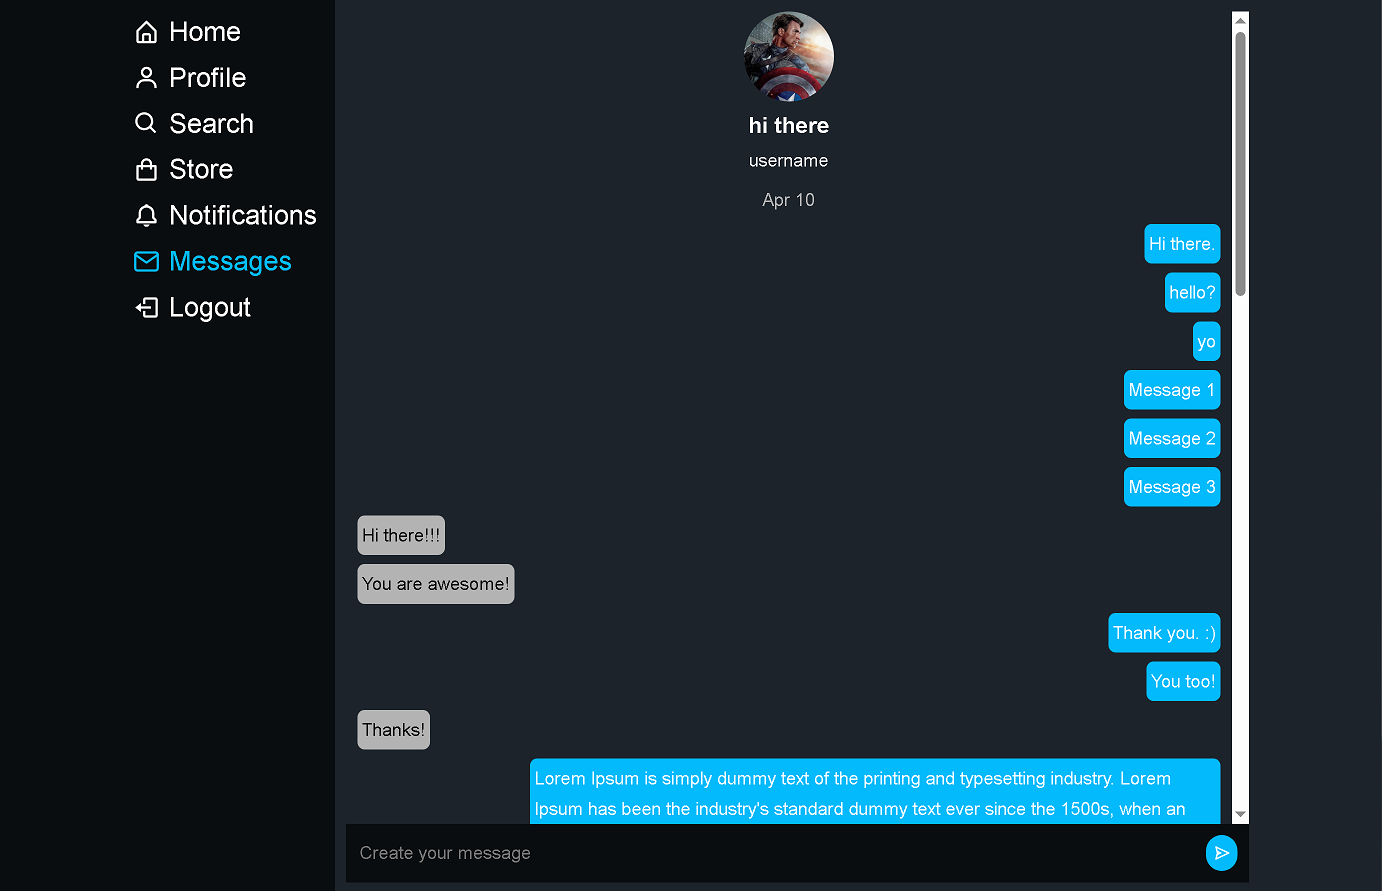 Home
Profile
Search
Store
Notifications
Messages
Logout
hi there
username
Apr 10
Hi there.
hello?
yo
Message 1
Message 2
Message 3
Hi there!!!
You are awesome!
Thank you. :)
You too!
Thanks!
Lorem Ipsum is simply dummy text of the printing and typesetting industry. Lorem
Ipsum has been the industry's standard dummy text ever since the 1500s, when an
Create your message